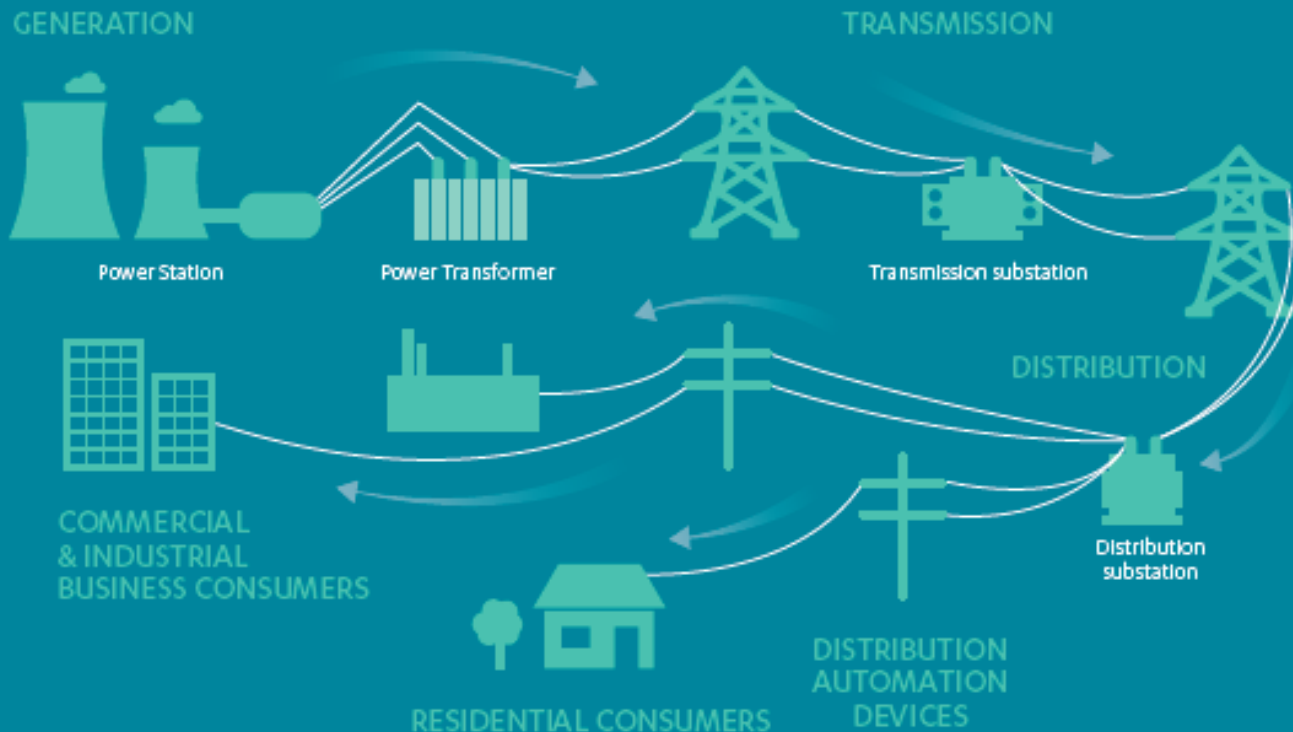 GENERATION
TRANSMISSION
Power Station
Power Transformer
Transmission substation
DISTRIBUTION
COMMERCIAL
& INDUSTRIAL
BUSINESS CONSUMERS
Distribution
substation
DISTRIBUTION
AUTOMATION
DEVICES
RESIDENTIAL CONSUMERS